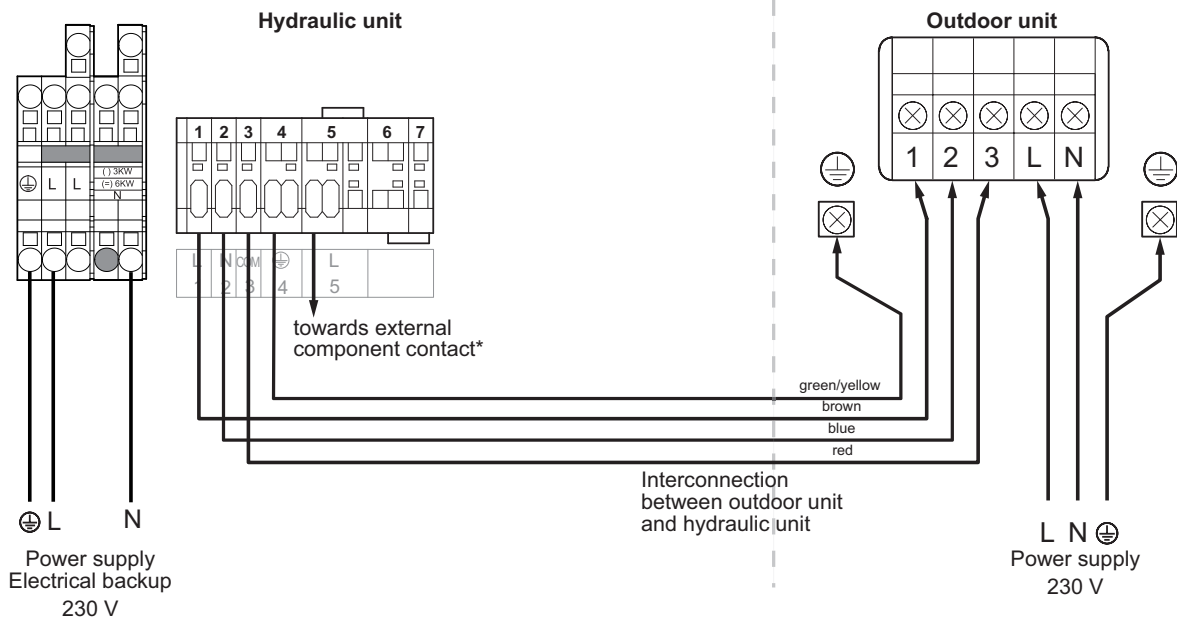 Hydraulic unit
Outdoor unit
1 2 3 4 5 6 7
L L
( ) 3KW
(=) 6KW
N
1 2 3 L N
L N COM L
1 2 3 4 5
towards external
component contact*
green/yellow
brown
blue
red
Interconnection
between outdoor unit
and hydraulic unit
L N
Power supply
Electrical backup
230 V
L N
Power supply
230 V